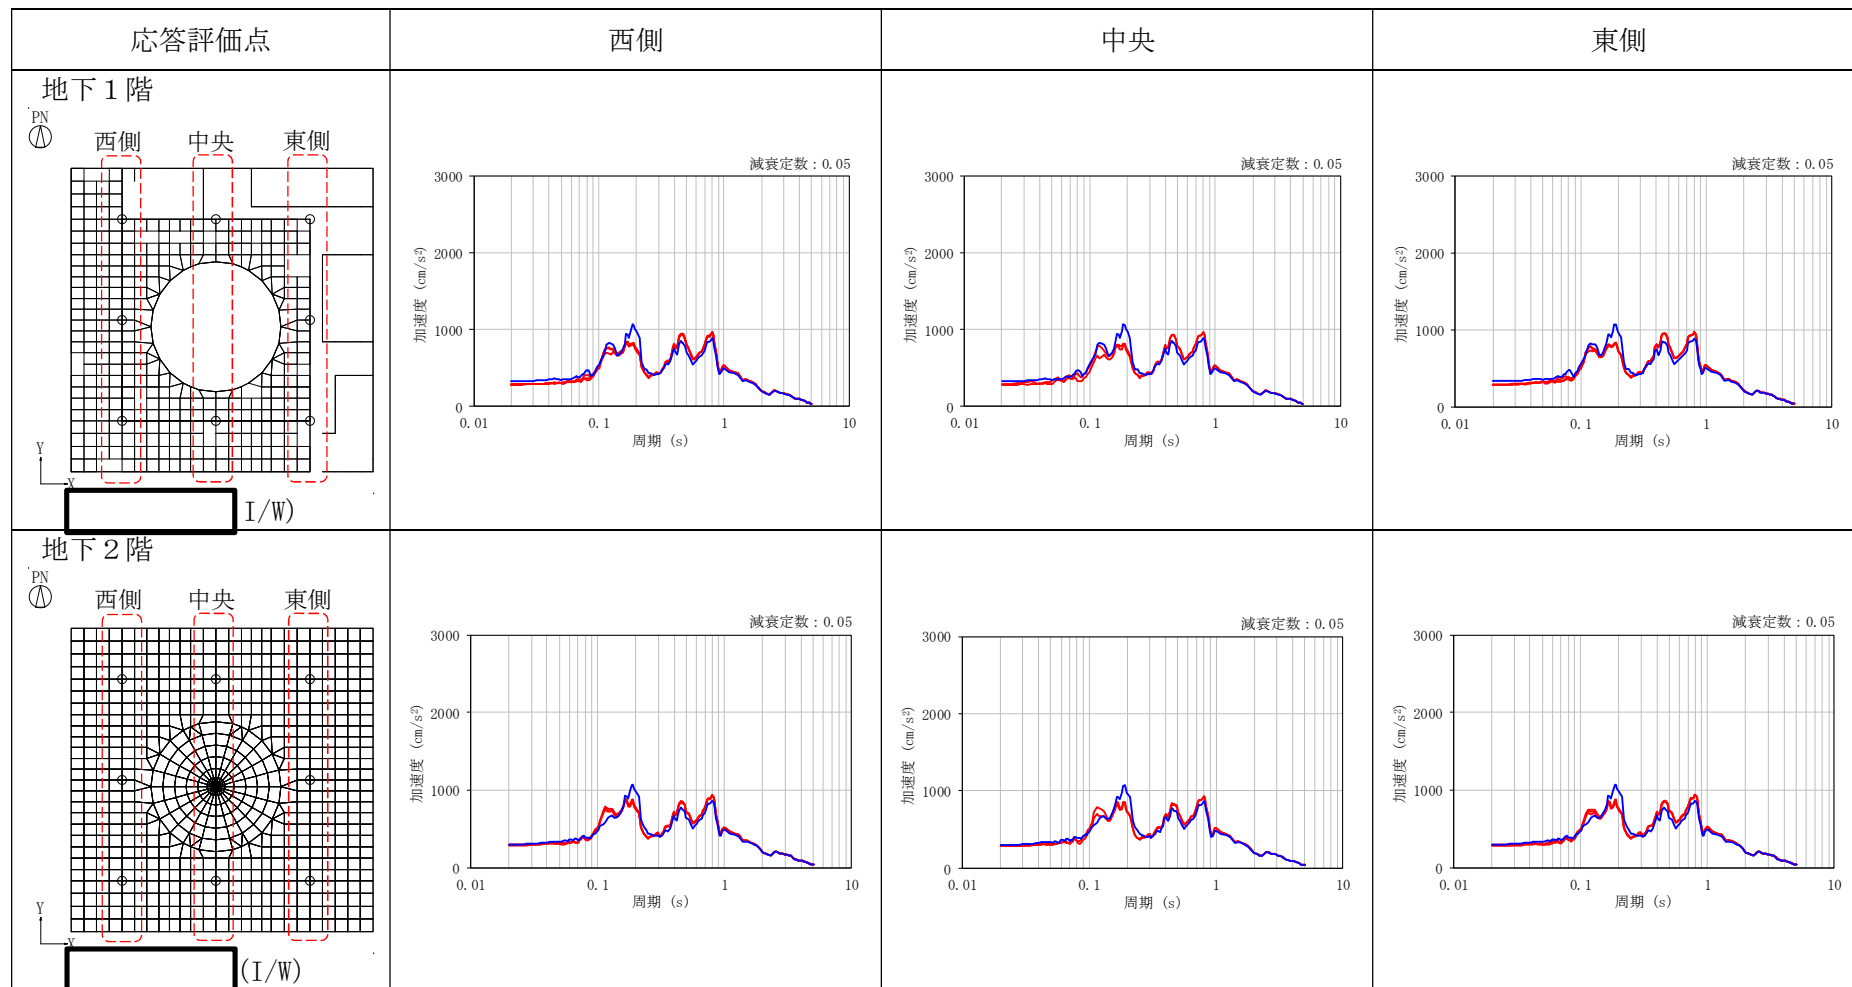 応答評価点 西側 中央 東側
地下1階
PN
西側 中央 東側
Y
X
I/W)
減衰定数:0.05
3000
2000
1000
0
加速度 (cm/s²)
0.01 0.1 1 10
周期 (s)
減衰定数:0.05
3000
2000
1000
0
加速度 (cm/s²)
0.01 0.1 1 10
周期 (s)
減衰定数:0.05
3000
2000
1000
0
加速度 (cm/s²)
0.01 0.1 1 10
周期 (s)
地下2階
PN
西側 中央 東側
Y
X
(I/W)
減衰定数:0.05
3000
2000
1000
0
加速度 (cm/s²)
0.01 0.1 1 10
周期 (s)
減衰定数:0.05
3000
2000
1000
0
加速度 (cm/s²)
0.01 0.1 1 10
周期 (s)
減衰定数:0.05
3000
2000
1000
0
加速度 (cm/s²)
0.01 0.1 1 10
周期 (s)